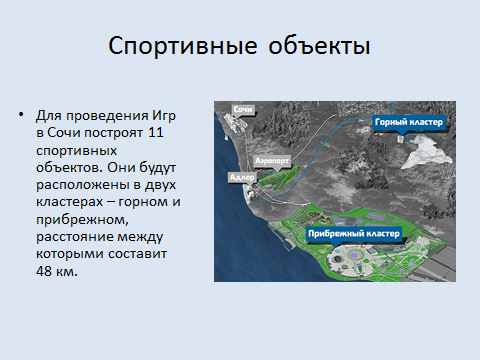 Спортивные объекты
• Для проведения Игр
в Сочи построят 11
спортивных
объектов. Они будут
расположены в двух
кластерах – горном и
прибрежном,
расстояние между
которыми составит
48 км.
Сочи
Горный кластер
Аэропорт
Адлер
Прибрежный кластер